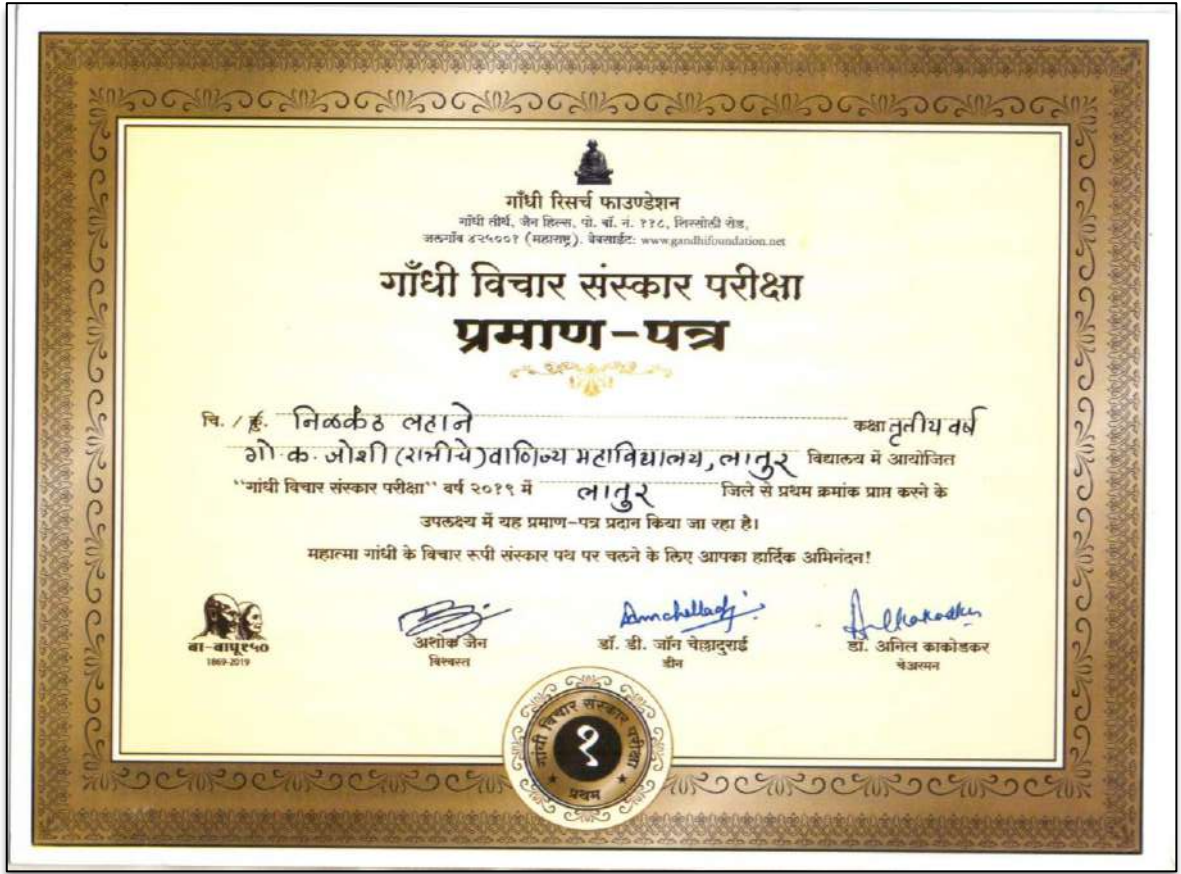 गाँधी रिसर्च फाउण्डेशन
गांधी तीर्थ, जैन हिल्स, पो. बॉ. नं. ११८, शिरसोली रोड,
जलगाँव ४२५००१ (महाराष्ट्र). वेबसाईट: www.gandhifoundation.net
गाँधी विचार संस्कार परीक्षा
प्रमाण-पत्र
चि. / कुं. निळकंठ लहाने कक्षा तृतीय वर्ष
गो. क. जोशी (रात्रीचे) वाणिज्य महाविद्यालय, लातुर विद्यालय में आयोजित
"गांधी विचार संस्कार परीक्षा" वर्ष २०१९ में लातुर जिले से प्रथम क्रमांक प्राप्त करने के
उपलक्ष्य में यह प्रमाण-पत्र प्रदान किया जा रहा है।
महात्मा गांधी के विचार रूपी संस्कार पथ पर चलने के लिए आपका हार्दिक अभिनंदन!
बा-बापू१५०
1869-2019
अशोक जैन
विश्वस्त
डॉ. डी. जॉन चेल्लादुराई
डीन
डॉ. अनिल काकोडकर
चेअरमन
गांधी विचार संस्कार परीक्षा
१
प्रथम